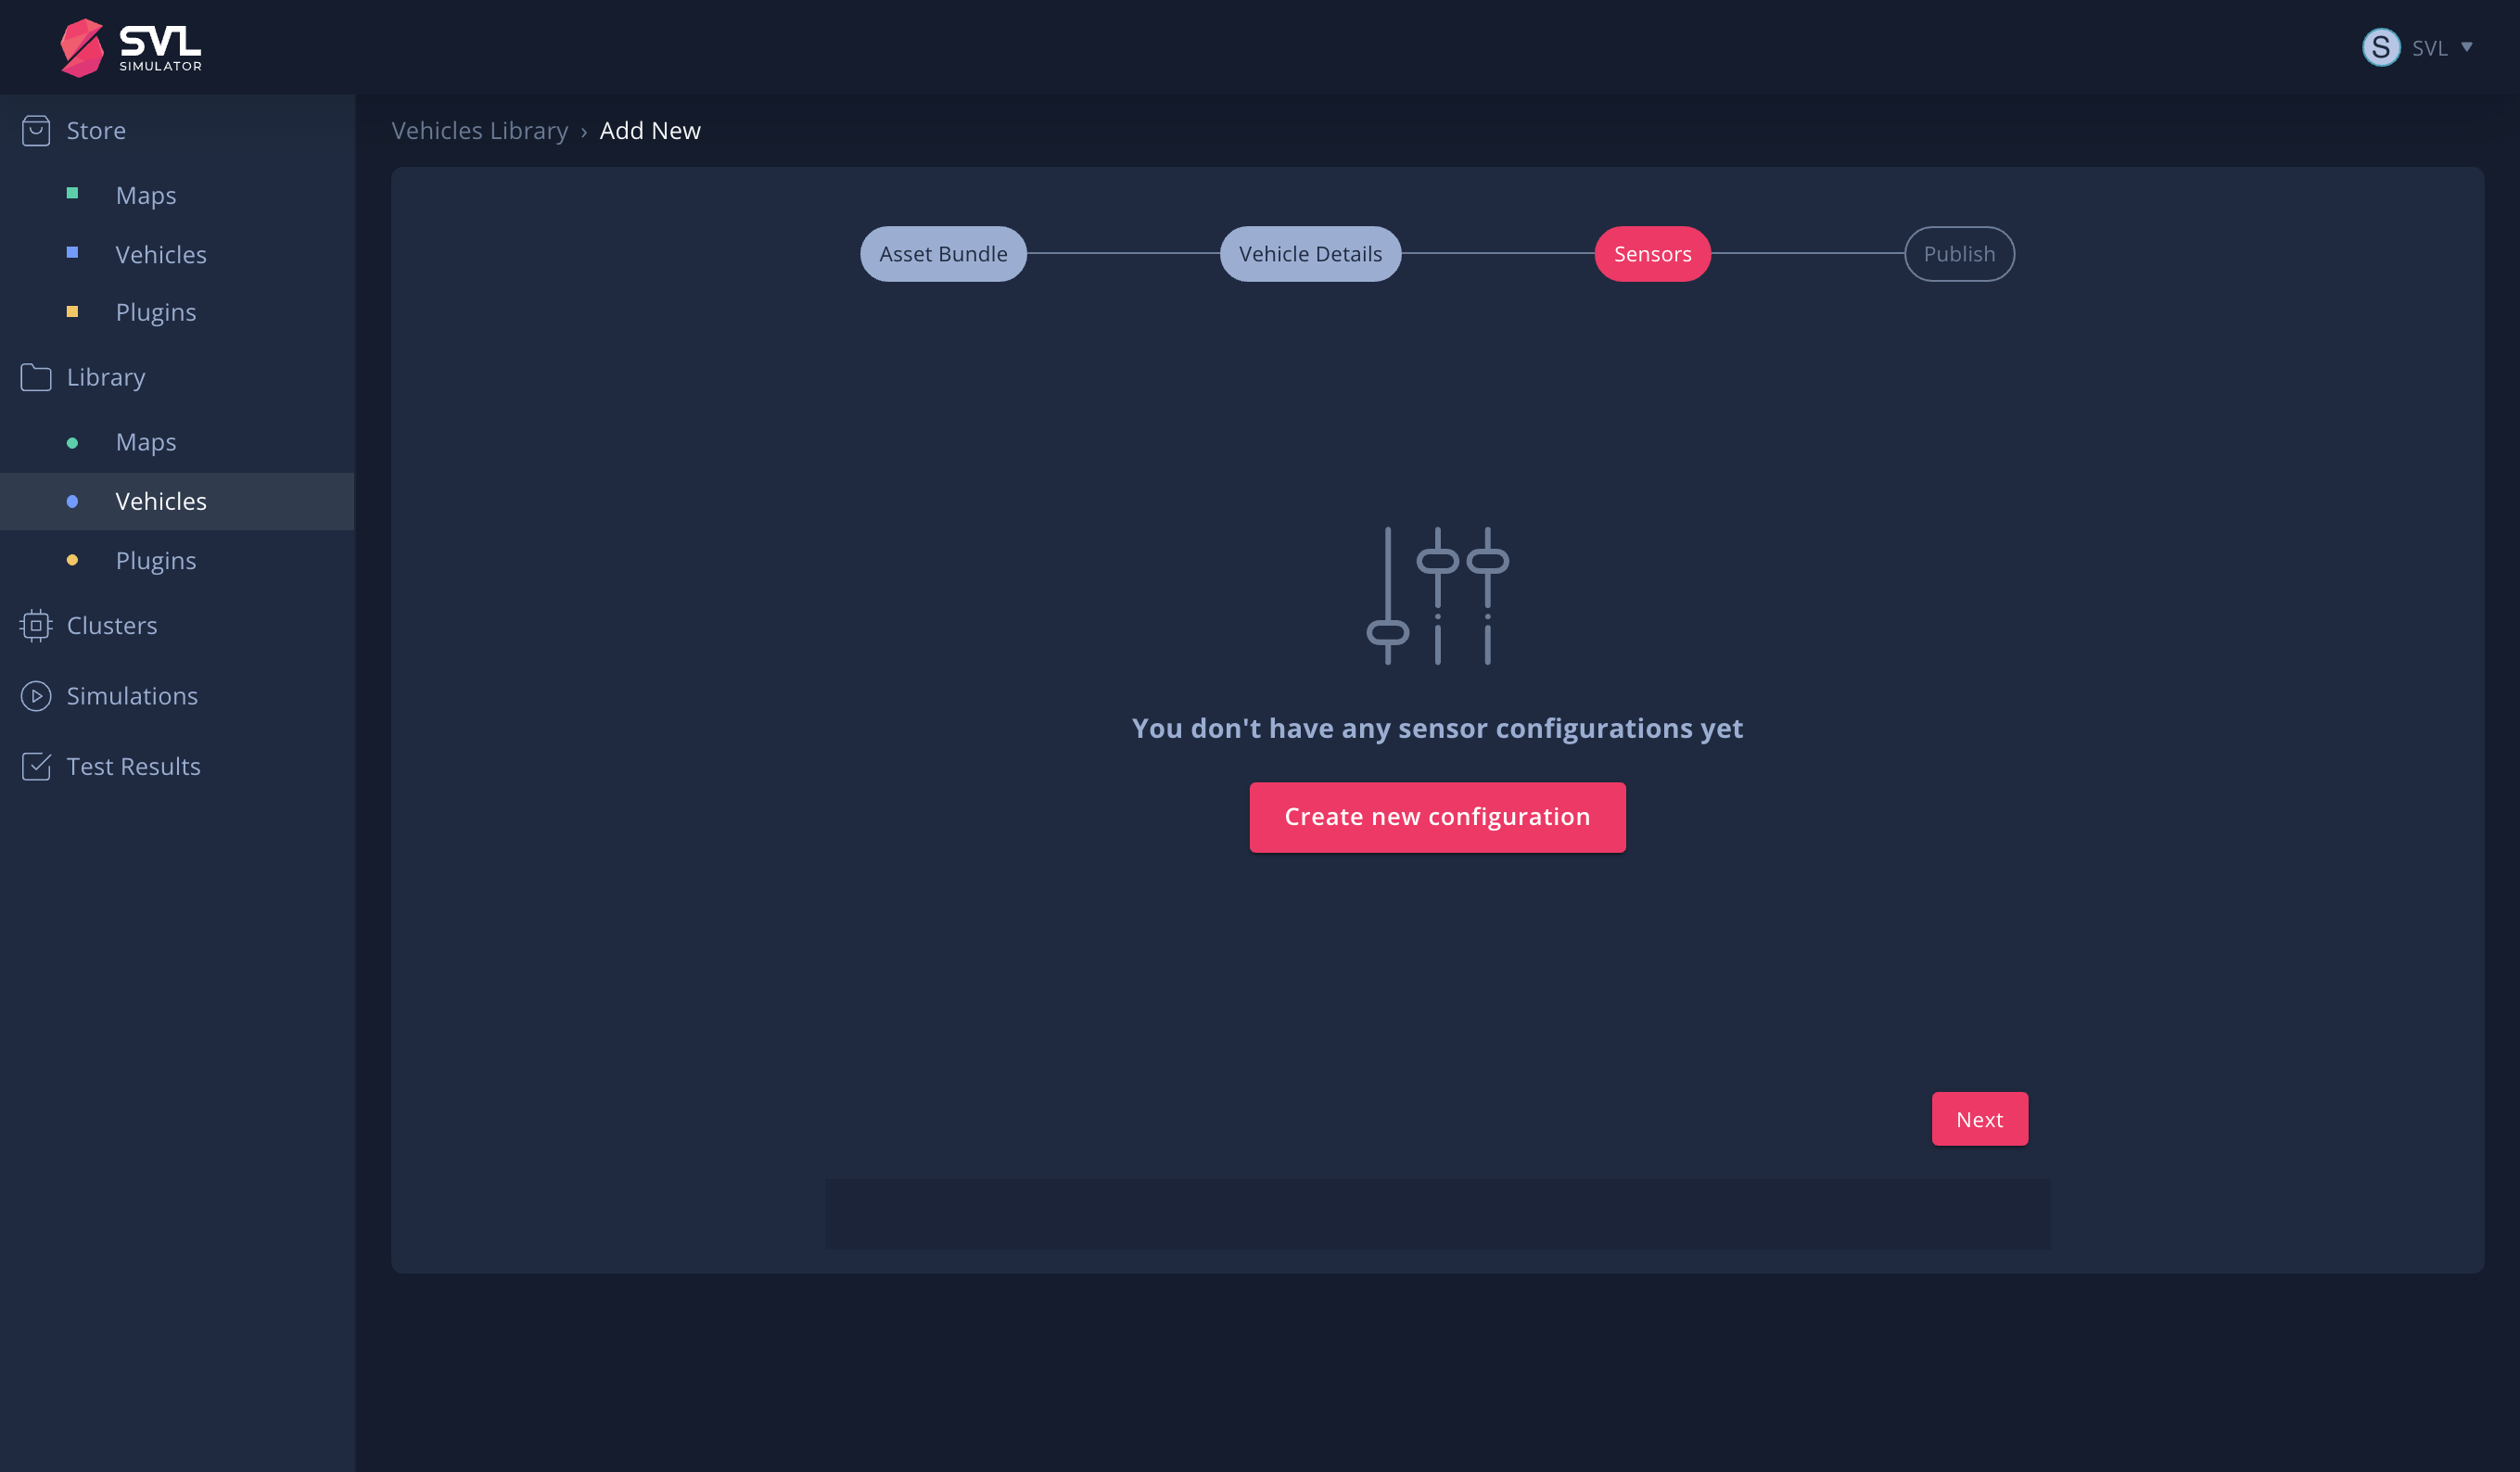 SVL
SIMULATOR
S SVL
Store
Maps
Vehicles
Plugins
Library
Maps
Vehicles
Plugins
Clusters
Simulations
Test Results
Vehicles Library › Add New
Asset Bundle
Vehicle Details
Sensors
Publish
You don't have any sensor configurations yet
Create new configuration
Next